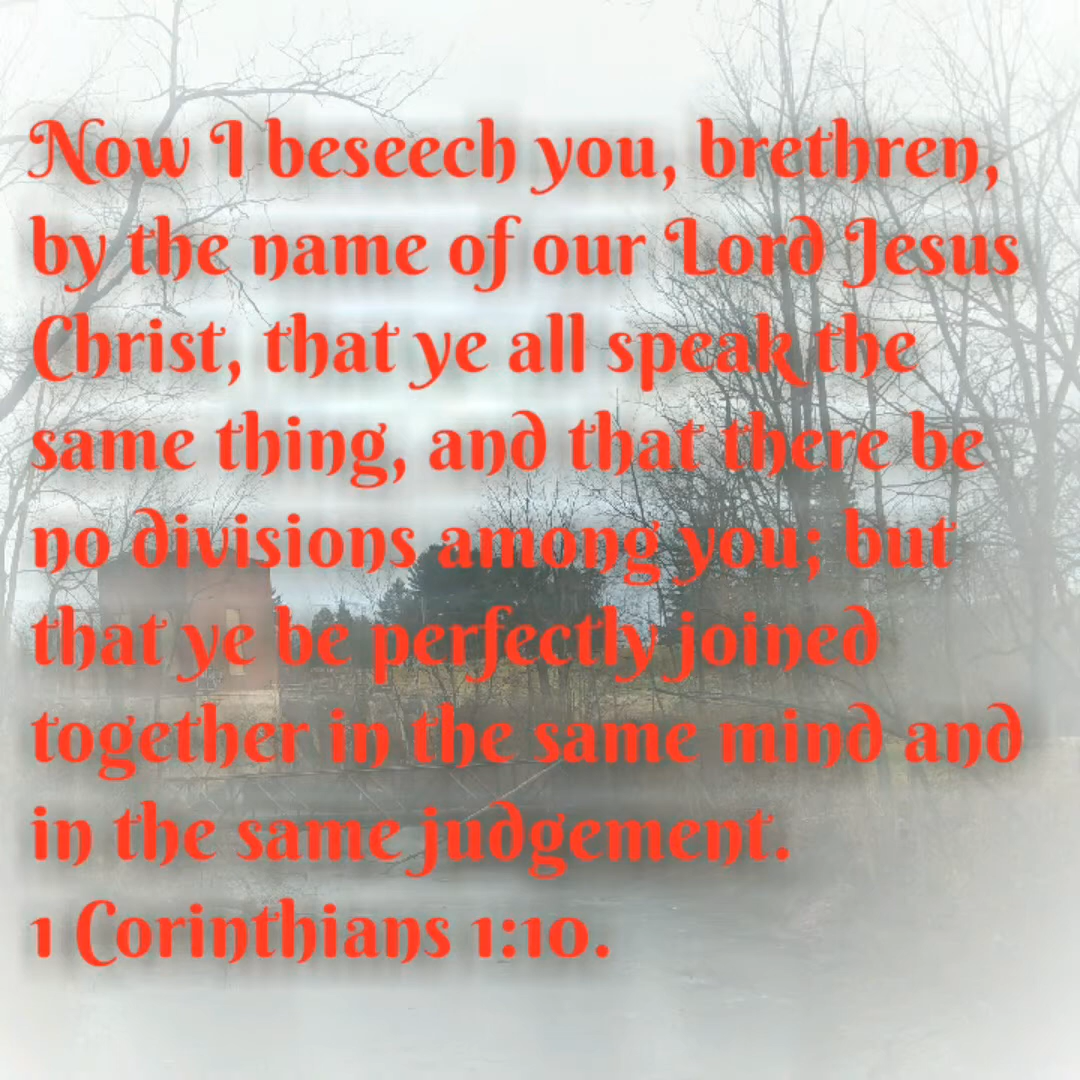 Now I beseech you, brethren,
by the name of our Lord Jesus
Christ, that ye all speak the
same thing, and that there be
no divisions among you; but
that ye be perfectly joined
together in the same mind and
in the same judgement.
1 Corinthians 1:10.